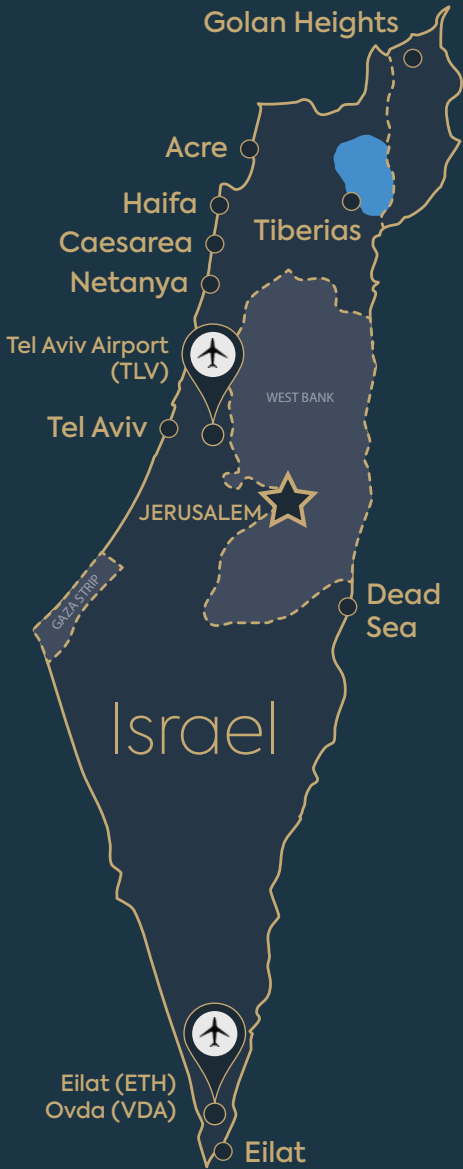 Golan Heights
Acre
Haifa
Tiberias
Caesarea
Netanya
Tel Aviv Airport
(TLV)
WEST BANK
Tel Aviv
JERUSALEM
GAZA STRIP
Dead
Sea
Israel
Eilat (ETH)
Ovda (VDA)
Eilat